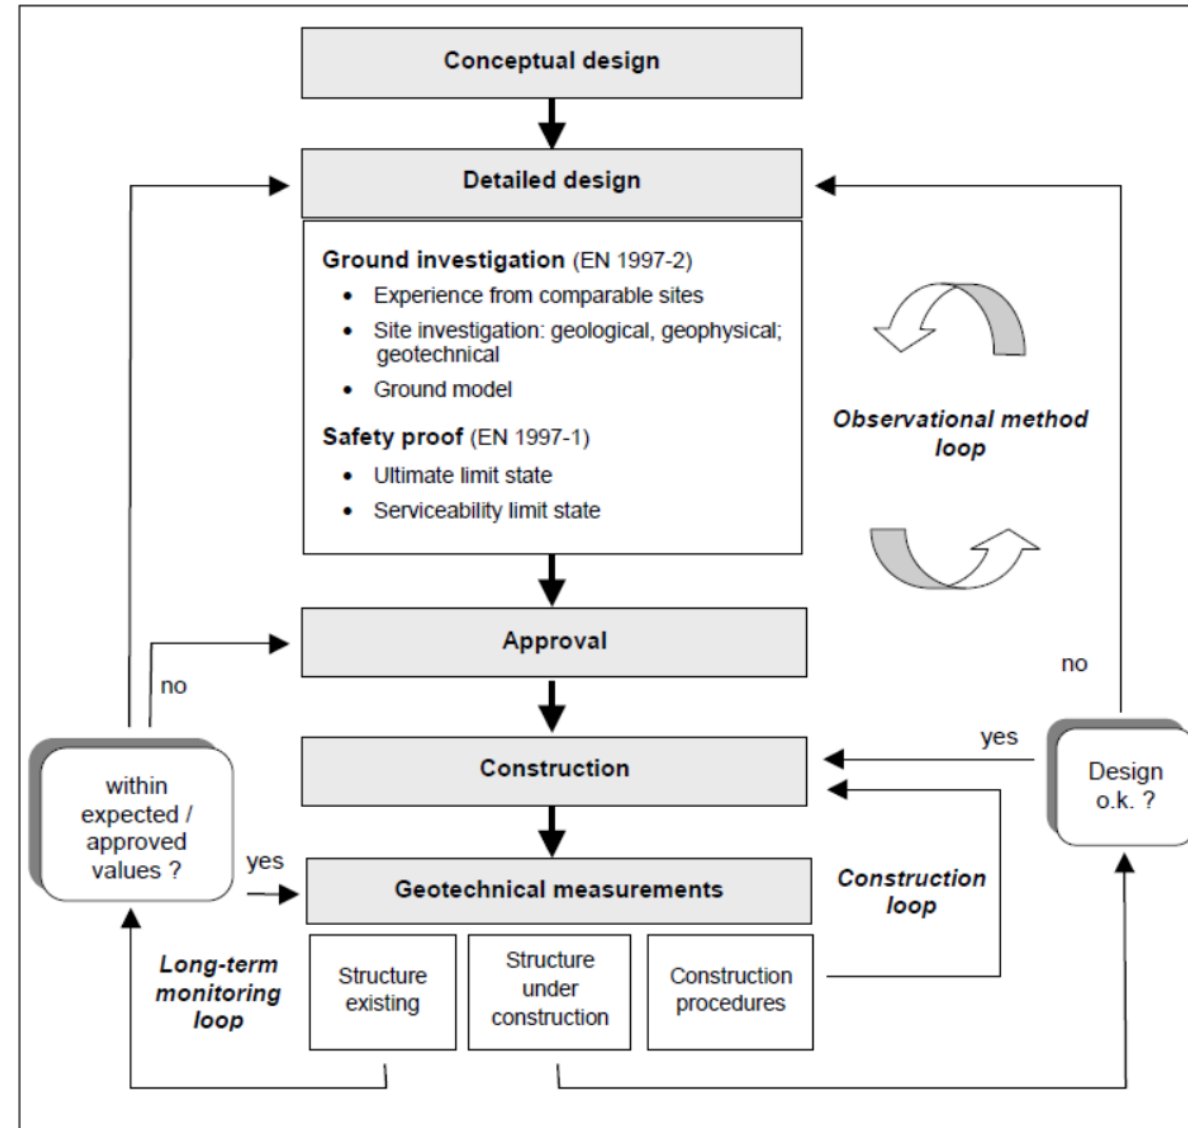 Conceptual design
Detailed design
Ground investigation (EN 1997-2)
• Experience from comparable sites
• Site investigation: geological, geophysical;
geotechnical
• Ground model
Safety proof (EN 1997-1)
• Ultimate limit state
• Serviceability limit state
Observational method
loop
Approval
no
no
yes
Construction
Design
o.k. ?
within
expected /
approved
values ?
yes
Geotechnical measurements
Construction
loop
Long-term
monitoring
loop
Structure
existing
Structure
under
construction
Construction
procedures